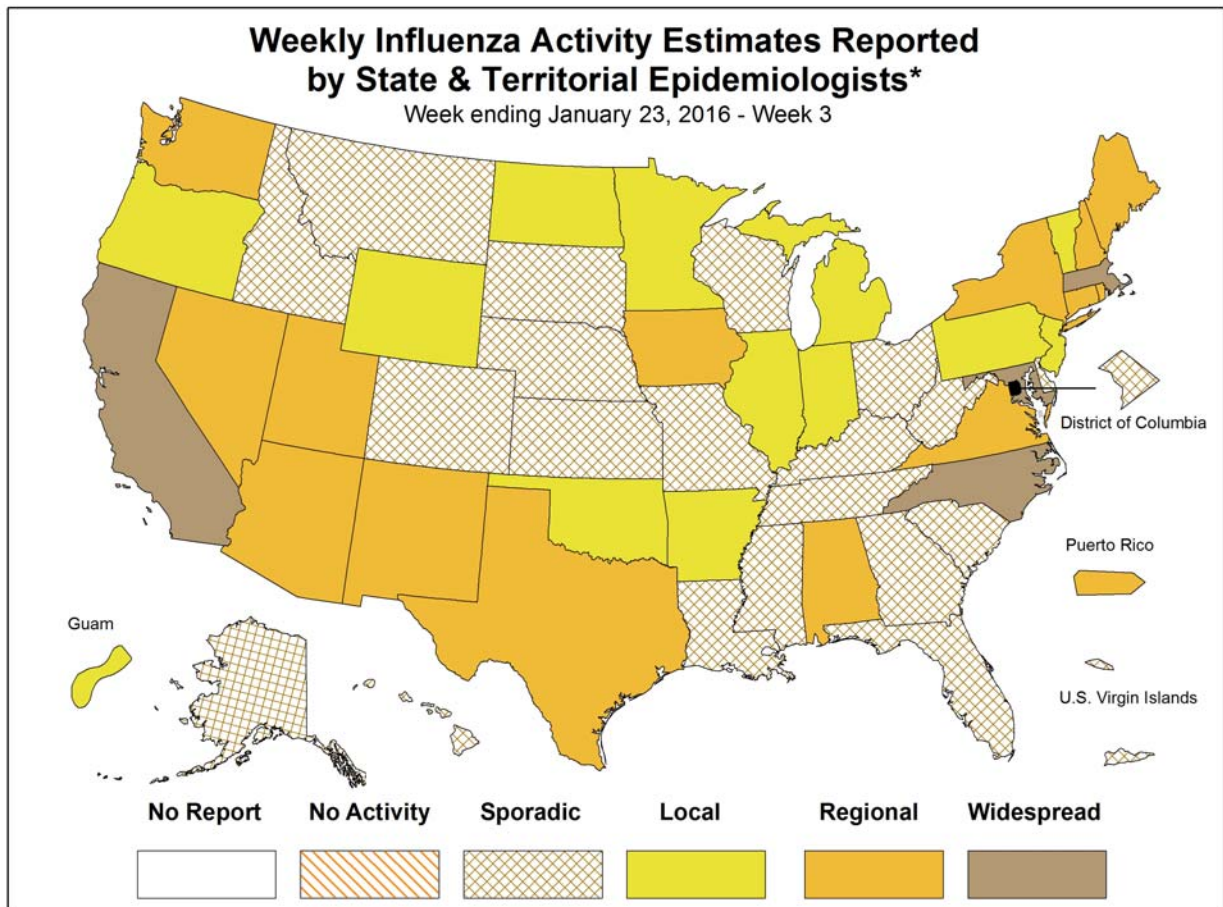 Weekly Influenza Activity Estimates Reported
by State & Territorial Epidemiologists*
Week ending January 23, 2016 - Week 3
District of Columbia
Puerto Rico
Guam
U.S. Virgin Islands
No Report
No Activity
Sporadic
Local
Regional
Widespread